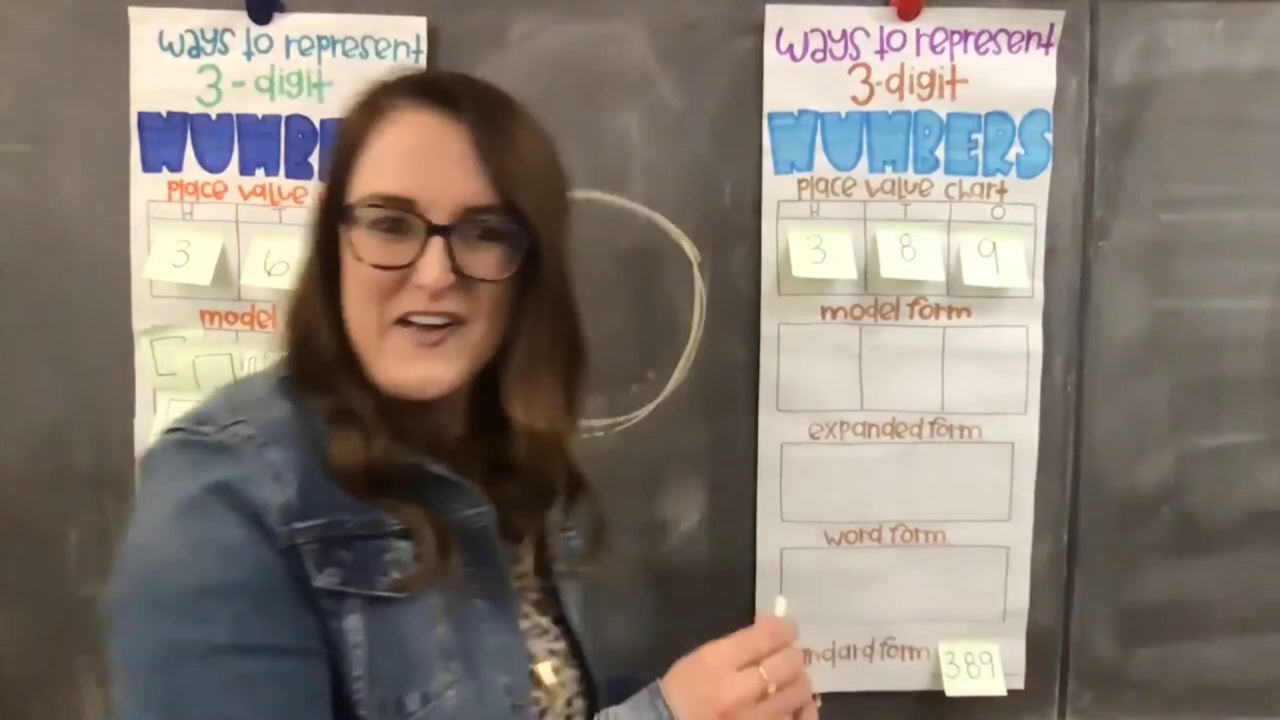 ways to represent
3-digit
NUMB
place value
H T
3 6
model
ways to represent
3-digit
NUMBERS
place value chart
H T O
3 8 9
model form
expanded form
word form
ndard form 389